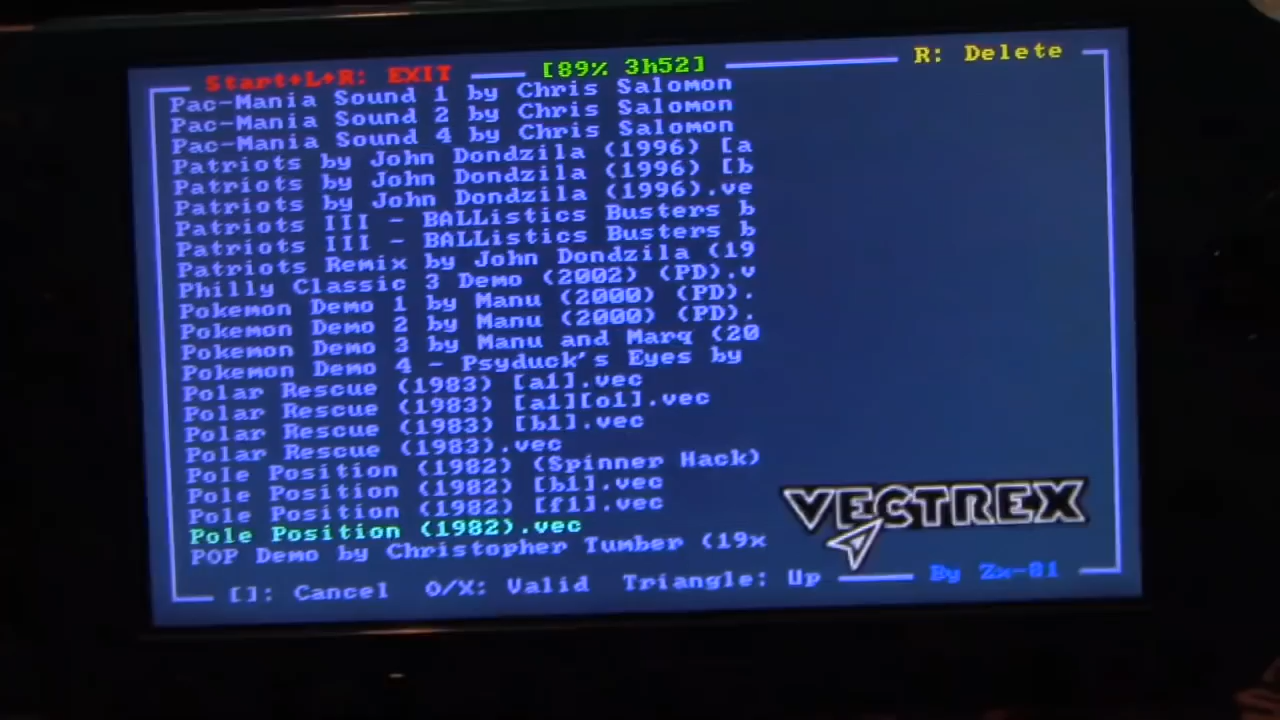 Start+L+R: EXIT [89% 3h52] R: Delete
Pac-Mania Sound 1 by Chris Salomon
Pac-Mania Sound 2 by Chris Salomon
Pac-Mania Sound 4 by Chris Salomon
Patriots by John Dondzila (1996) [a
Patriots by John Dondzila (1996) [b
Patriots by John Dondzila (1996).ve
Patriots III - BALListics Busters b
Patriots III - BALListics Busters b
Patriots Remix by John Dondzila (19
Philly Classic 3 Demo (2002) (PD).v
Pokemon Demo 1 by Manu (2000) (PD).
Pokemon Demo 2 by Manu (2000) (PD).
Pokemon Demo 3 by Manu and Marq (20
Pokemon Demo 4 - Psyduck's Eyes by
Polar Rescue (1983) [a1].vec
Polar Rescue (1983) [a1][o1].vec
Polar Rescue (1983) [b1].vec
Polar Rescue (1983).vec
Pole Position (1982) (Spinner Hack)
Pole Position (1982) [b1].vec
Pole Position (1982) [f1].vec
Pole Position (1982).vec
POP Demo by Christopher Tumber (19x
VECTREX
[]: Cancel O/X: Valid Triangle: Up By Zx-81